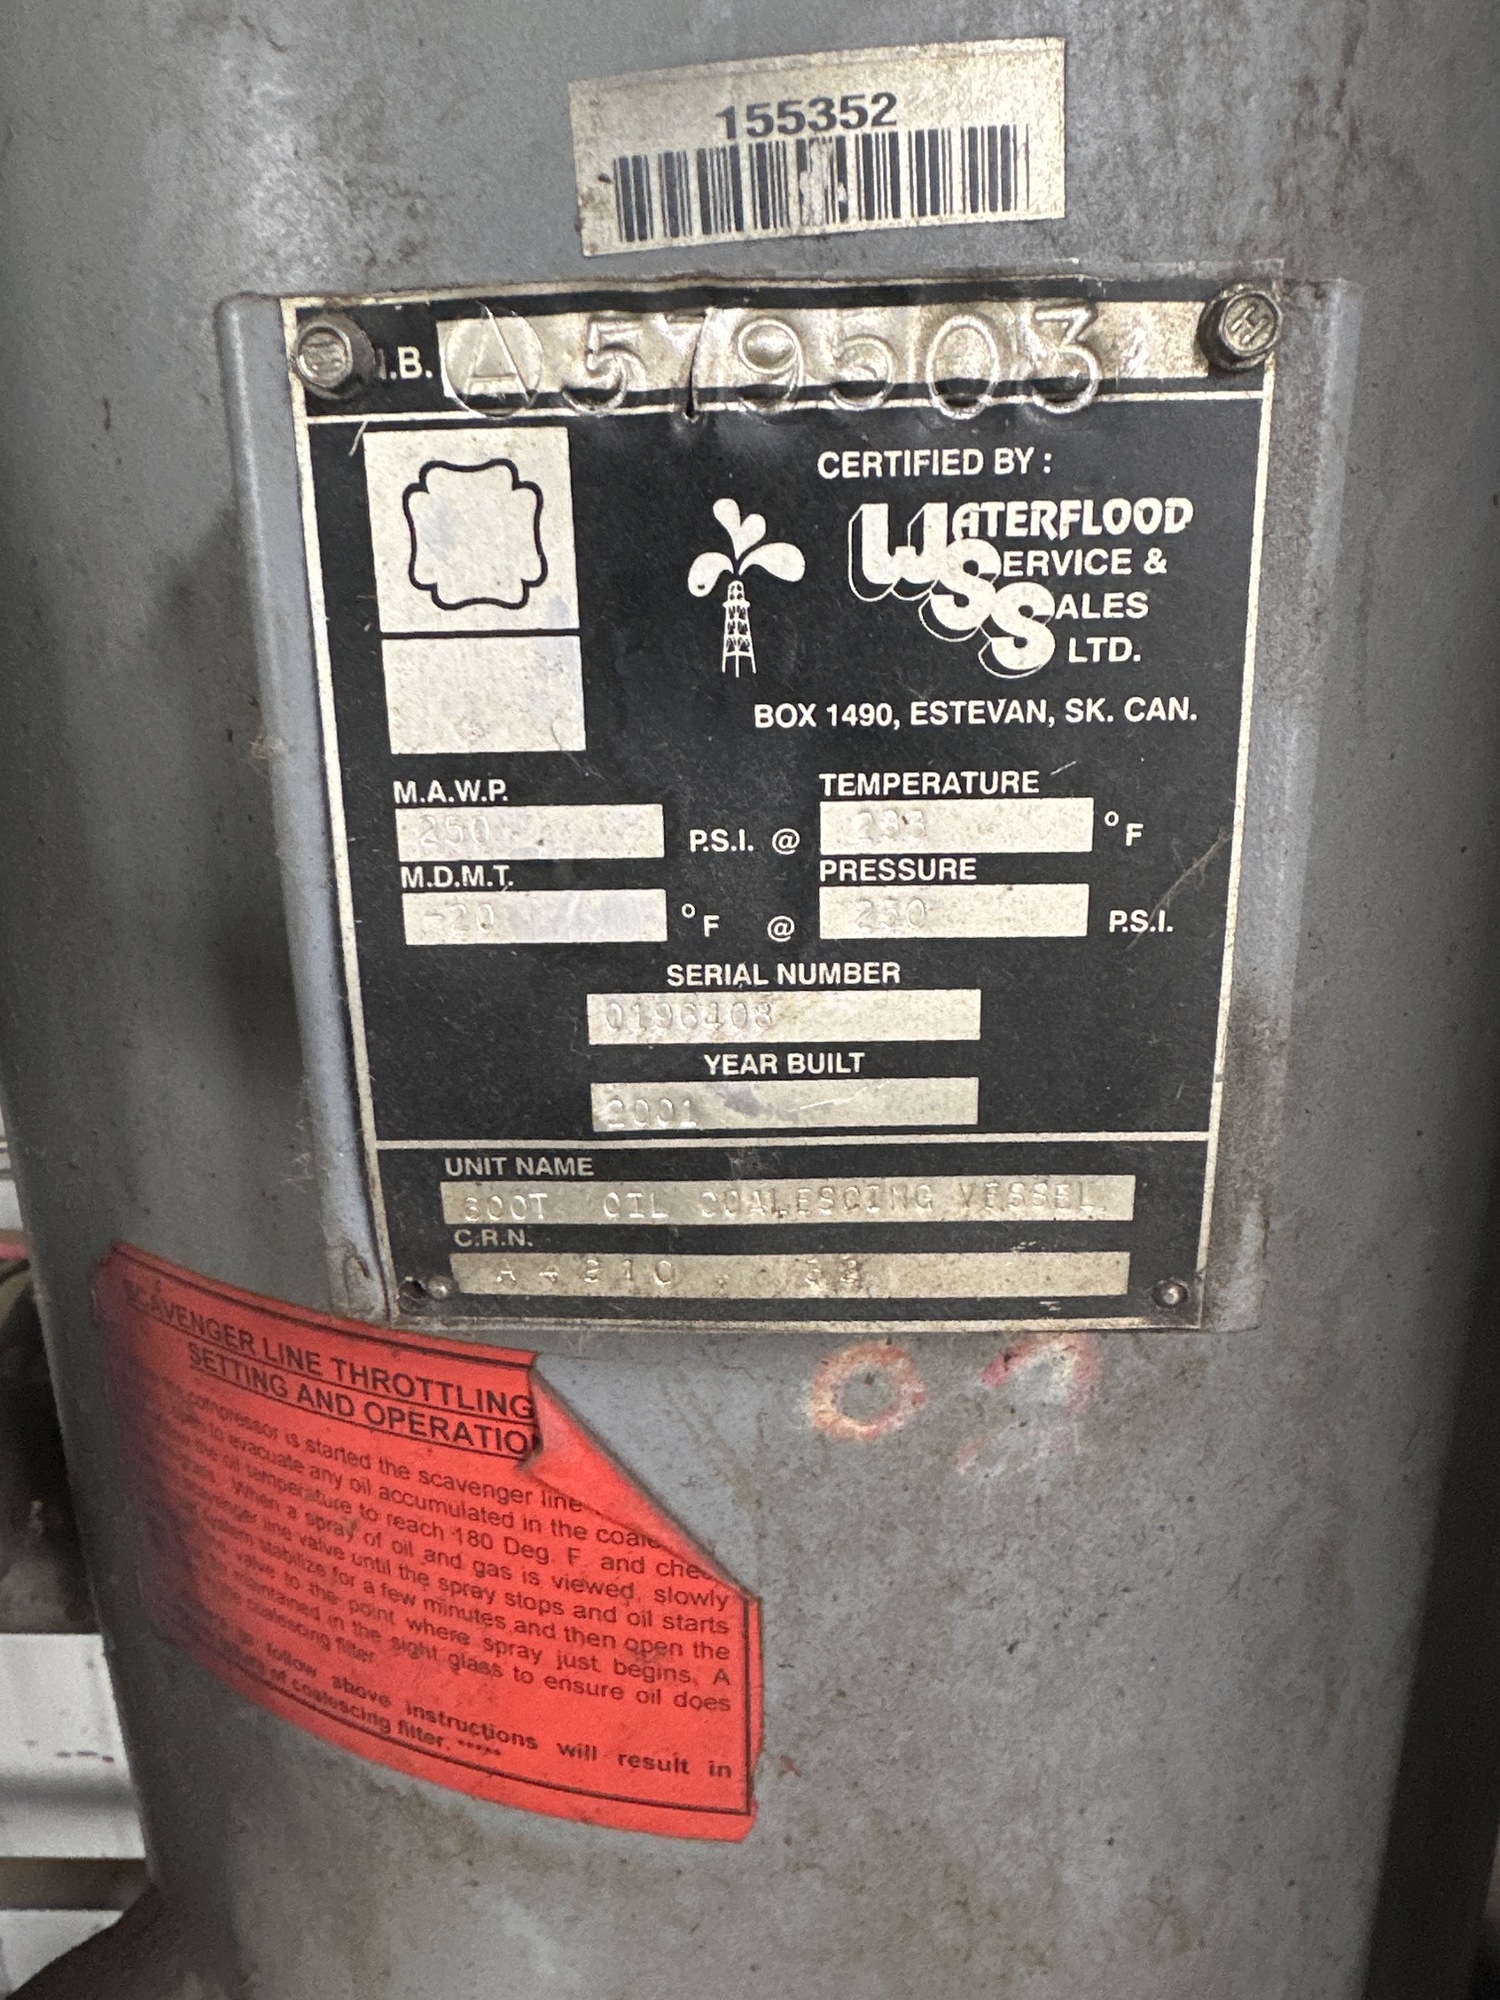 155352
.B. A579503
CERTIFIED BY :
WATERFLOOD
SERVICE &
SALES
LTD.
BOX 1490, ESTEVAN, SK. CAN.
M.A.W.P.
250 P.S.I. @
TEMPERATURE
°F
M.D.M.T.
-20 °F @
PRESSURE
250 P.S.I.
SERIAL NUMBER
0196408
YEAR BUILT
2001
UNIT NAME
OIL COALESCING VESSEL
C.R.N.
SCAVENGER LINE THROTTLING
SETTING AND OPERATIO
compressor is started the scavenger line
to evacuate any oil accumulated in the
the oil temperature to reach 180 Deg. F. and
When a spray of oil and gas is viewed, slowly
scavenger line valve until the spray stops and oil starts
system stabilize for a few minutes and then open the
valve to the point where spray just begins. A
maintained in the sight glass to ensure oil does
coalescing filter.
follow above instructions will result in
of coalescing filter. *****
02